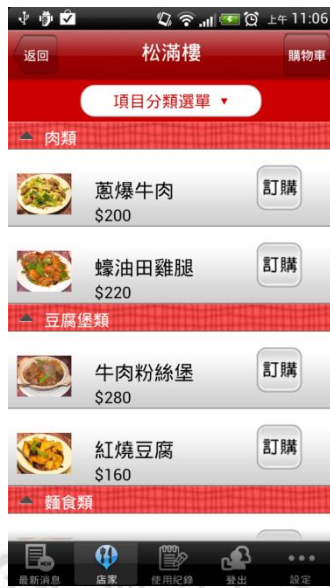 上午 11:06
返回
松滿樓
購物車
項目分類選單 ▼
肉類
蔥爆牛肉
$200
訂購
蠔油田雞腿
$220
訂購
豆腐堡類
牛肉粉絲堡
$280
訂購
紅燒豆腐
$160
訂購
麵食類
最新消息
店家
使用紀錄
登出
設定